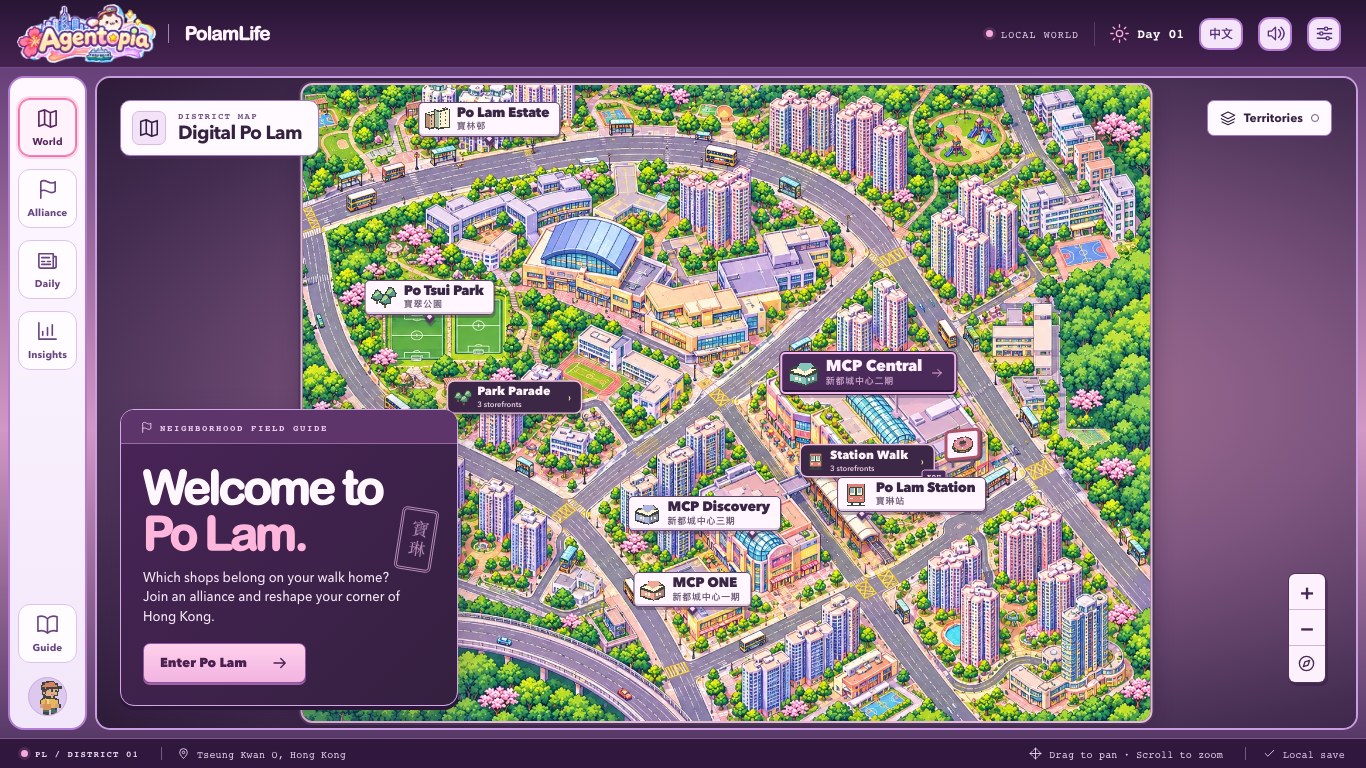 Agentopia
PolamLife
LOCAL WORLD
Day 01
中文
World
Alliance
Daily
Insights
Guide
DISTRICT MAP
Digital Po Lam
Territories
Po Lam Estate
寶林邨
Po Tsui Park
寶翠公園
MCP Central
新都城中心二期
Park Parade
3 storefronts
Station Walk
3 storefronts
Po Lam Station
寶琳站
MCP Discovery
新都城中心三期
MCP ONE
新都城中心一期
NEIGHBORHOOD FIELD GUIDE
Welcome to
Po Lam.
寶
琳
Which shops belong on your walk home?
Join an alliance and reshape your corner of
Hong Kong.
Enter Po Lam
PL / DISTRICT 01
Tseung Kwan O, Hong Kong
Drag to pan · Scroll to zoom
Local save